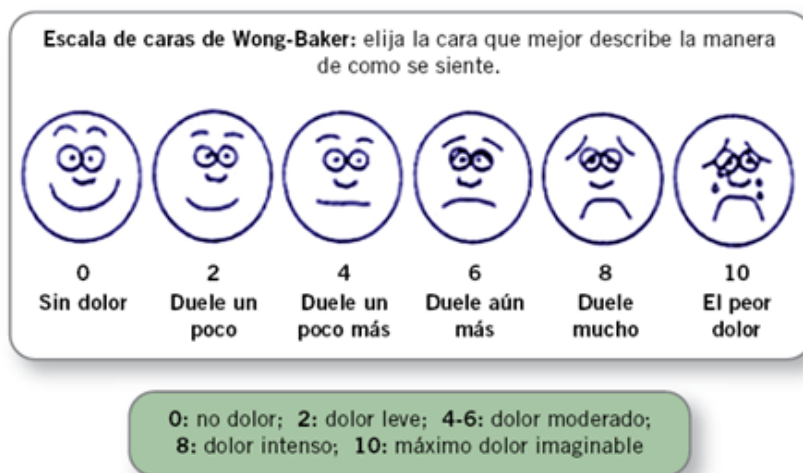 Escala de caras de Wong-Baker: elija la cara que mejor describe la manera
de como se siente.
0 2 4 6 8 10
Sin dolor Duele un Duele un Duele aún Duele El peor
poco poco más más mucho dolor
0: no dolor; 2: dolor leve; 4-6: dolor moderado;
8: dolor intenso; 10: máximo dolor imaginable